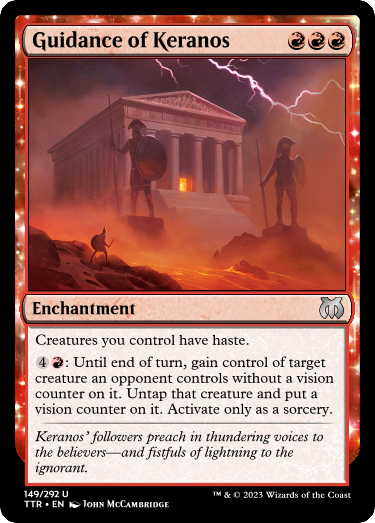 Guidance of Keranos
Enchantment
Creatures you control have haste.
4 : Until end of turn, gain control of target
creature an opponent controls without a vision
counter on it. Untap that creature and put a
vision counter on it. Activate only as a sorcery.
Keranos' followers preach in thundering voices to
the believers—and fistfuls of lightning to the
ignorant.
149/292 U
TTR • EN John McCambridge
™ & © 2023 Wizards of the Coast